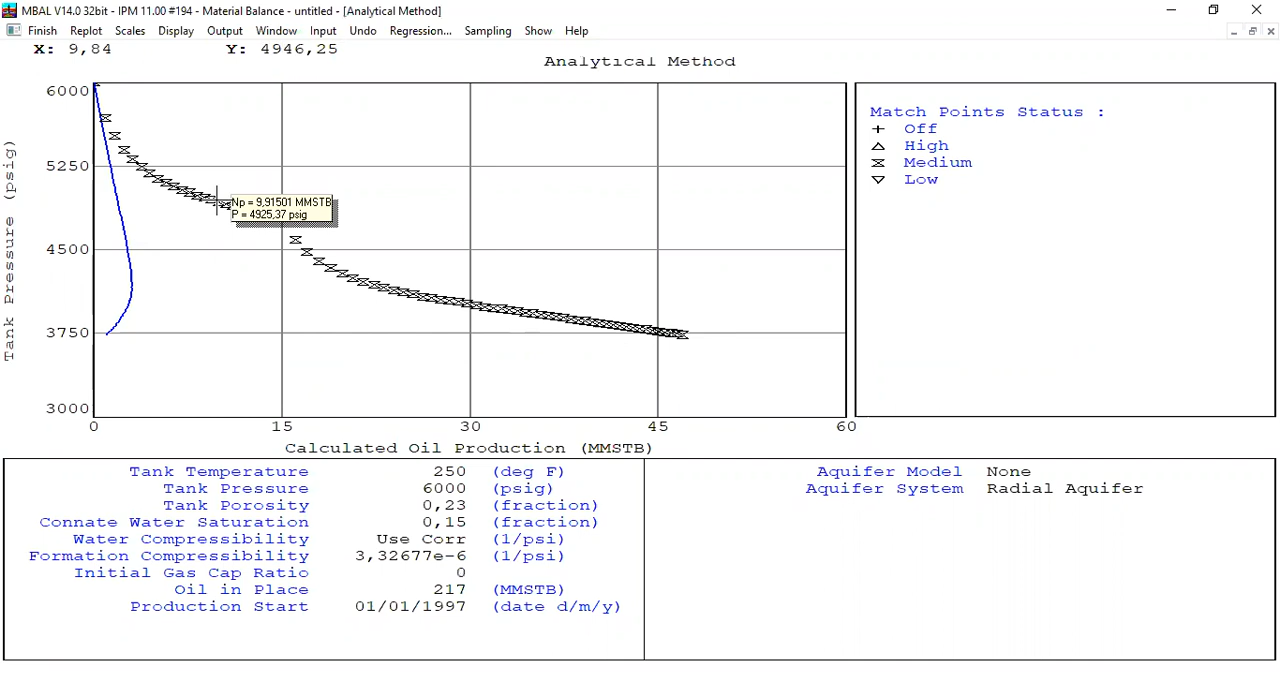 MBAL V14.0 32bit - IPM 11.00 #194 - Material Balance - untitled - [Analytical Method]
Finish Replot Scales Display Output Window Input Undo Regression... Sampling Show Help
X: 9,84 Y: 4946,25
Analytical Method
6000
5250
4500
3750
3000
Tank Pressure (psig)
Np = 9,91501 MMSTB
P = 4925,37 psig
0 15 30 45 60
Calculated Oil Production (MMSTB)
Match Points Status :
Off
High
Medium
Low
Tank Temperature 250 (deg F)
Tank Pressure 6000 (psig)
Tank Porosity 0,23 (fraction)
Connate Water Saturation 0,15 (fraction)
Water Compressibility Use Corr (1/psi)
Formation Compressibility 3,32677e-6 (1/psi)
Initial Gas Cap Ratio 0
Oil in Place 217 (MMSTB)
Production Start 01/01/1997 (date d/m/y)
Aquifer Model None
Aquifer System Radial Aquifer